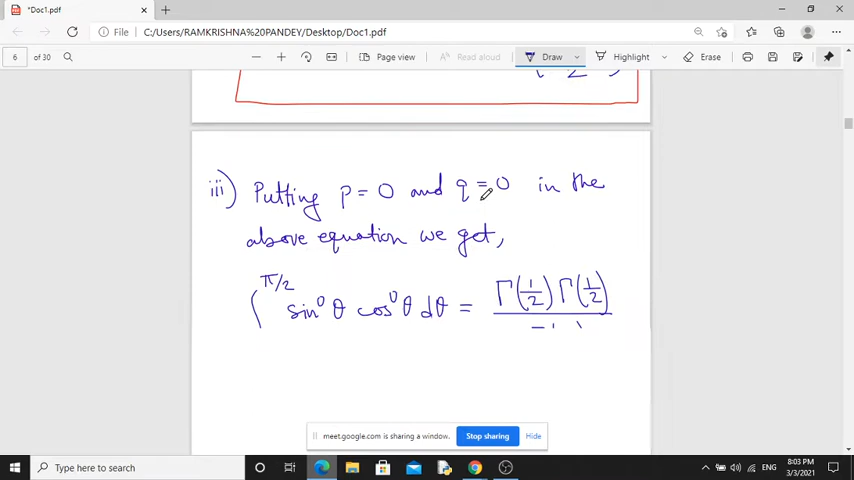 *Doc1.pdf
File C:/Users/RAMKRISHNA%20PANDEY/Desktop/Doc1.pdf
6 of 30 Page view Read aloud Draw Highlight Erase
2
iii) Putting p = 0 and q = 0 in the
above equation we get,
π/2
sin⁰ θ cos⁰ θ dθ = Γ(1/2) Γ(1/2)
meet.google.com is sharing a window. Stop sharing Hide
Type here to search
ENG
8:03 PM
3/3/2021